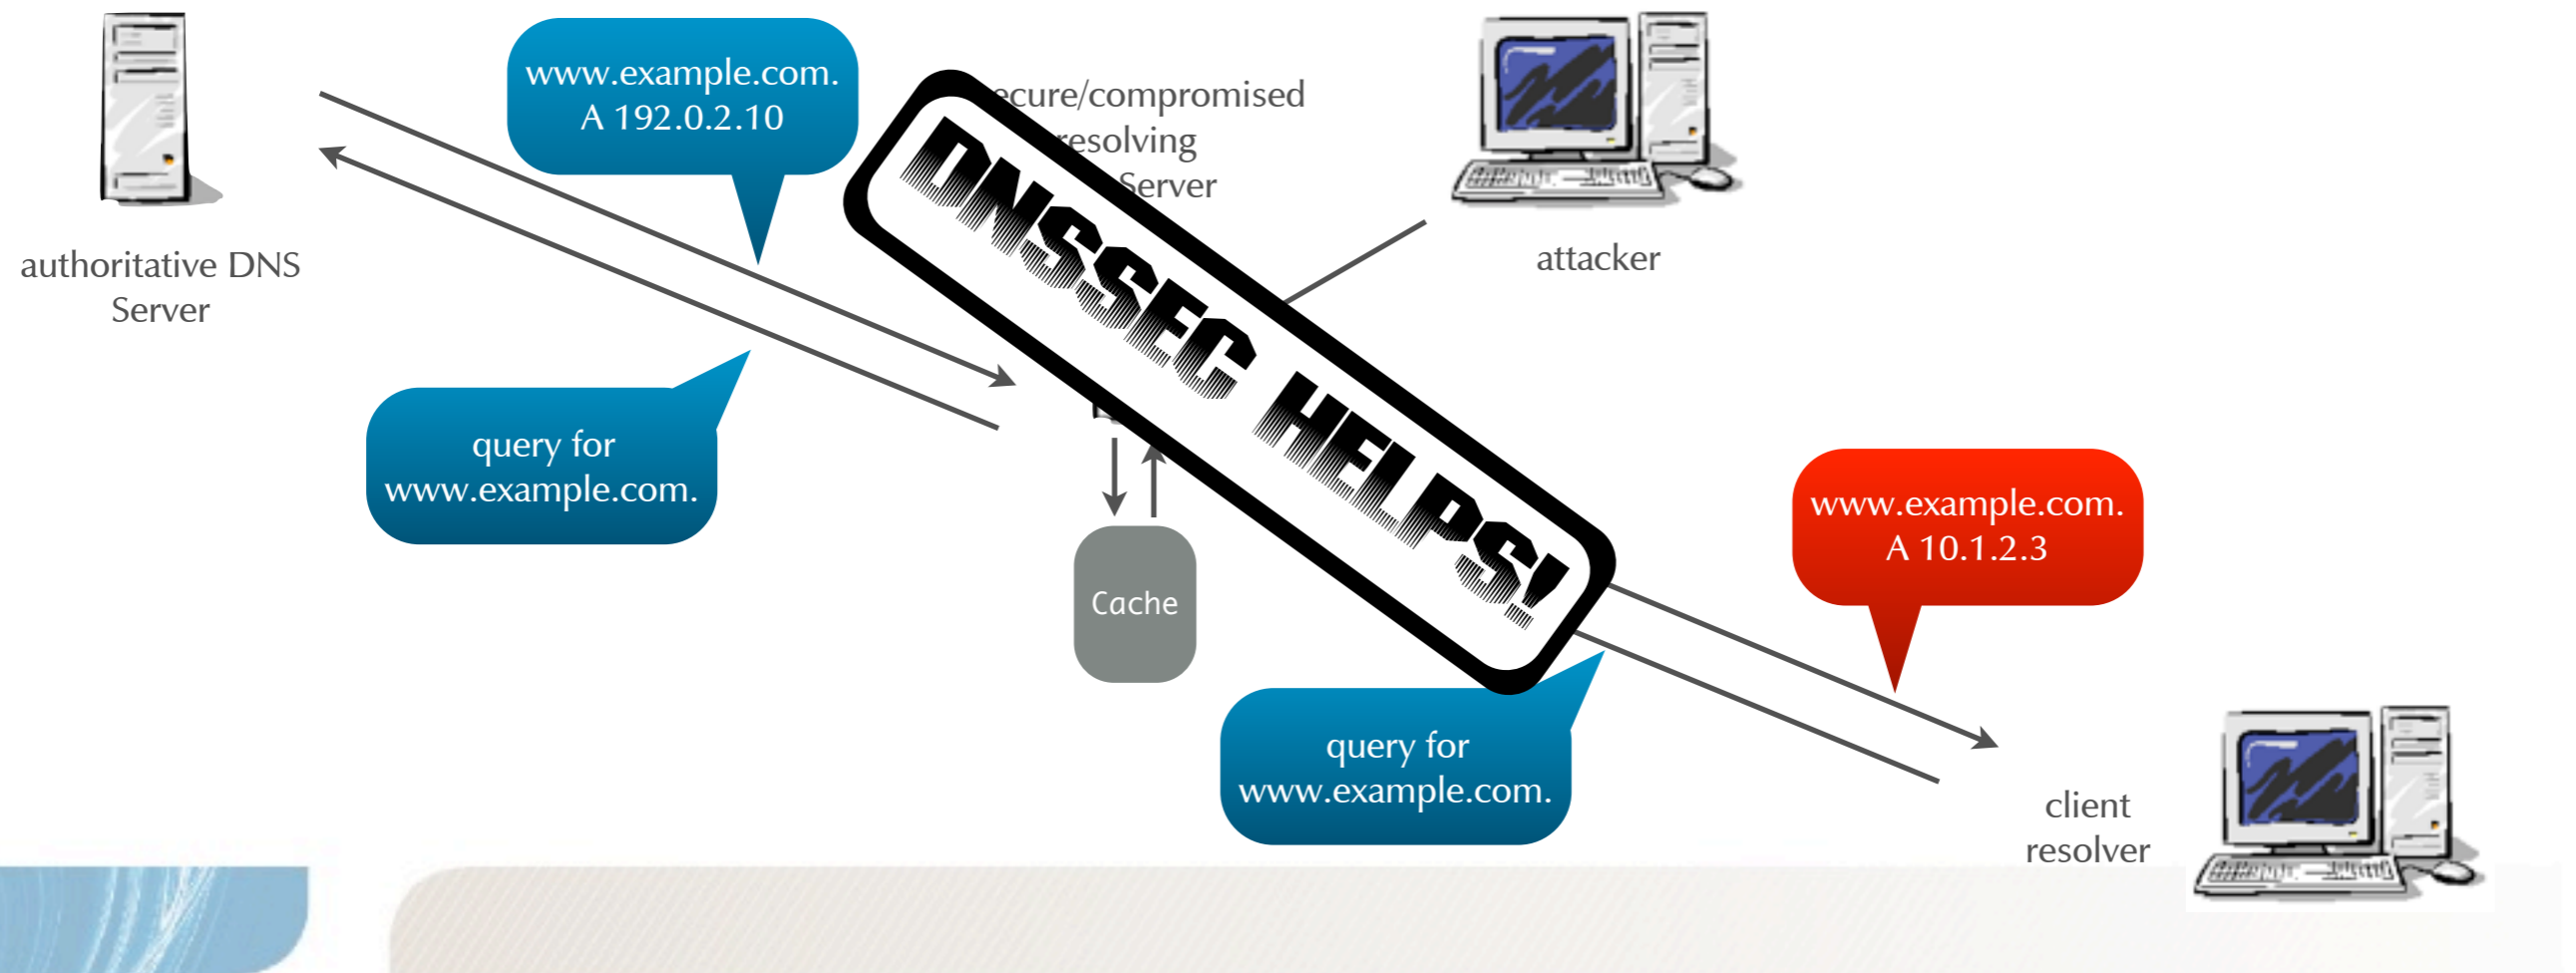 www.example.com.
A 192.0.2.10
ecure/compromised
resolving
Server
DNSSEC HELPS!
attacker
authoritative DNS
Server
query for
www.example.com.
Cache
www.example.com.
A 10.1.2.3
query for
www.example.com.
client
resolver